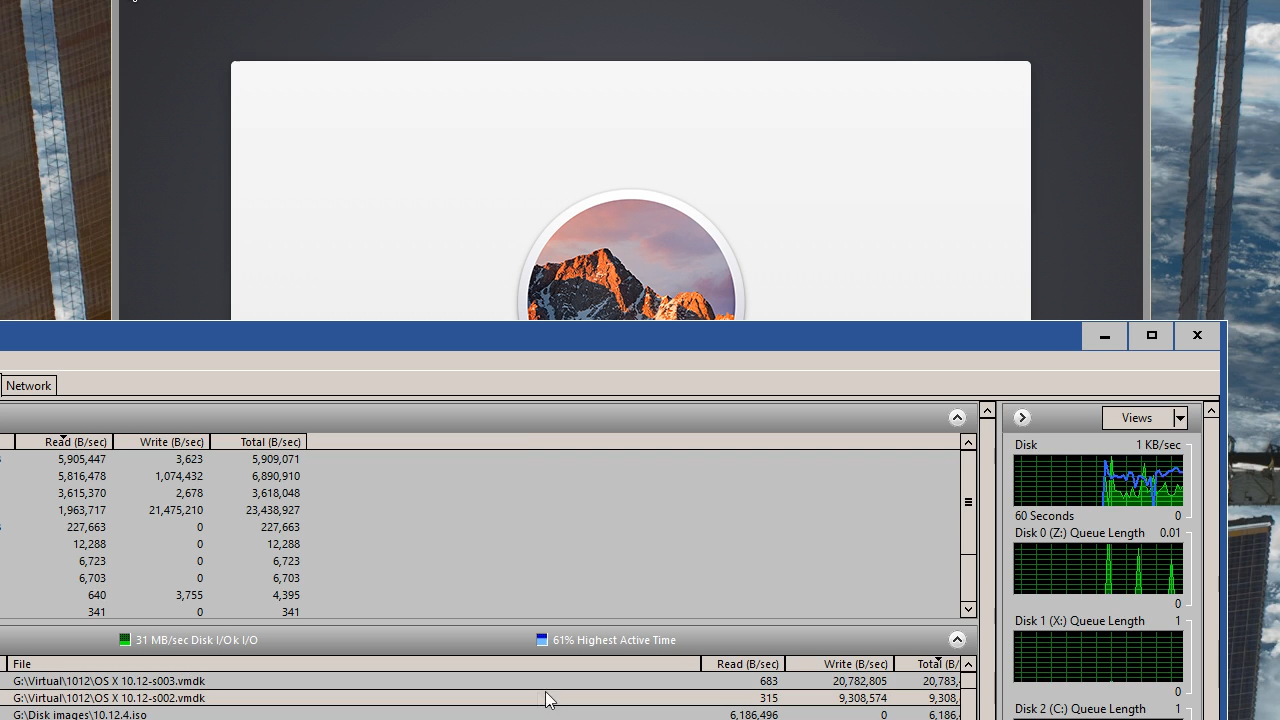 Network
Views
Read (B/sec) Write (B/sec) Total (B/sec)
5,905,447 3,623 5,909,071
5,816,478 1,074,432 6,890,910
3,615,370 2,678 3,618,048
1,963,717 21,475,210 23,438,927
227,663 0 227,663
12,288 0 12,288
6,723 0 6,723
6,703 0 6,703
640 3,755 4,395
341 0 341
31 MB/sec Disk I/Ok I/O 61% Highest Active Time
File Read (B/sec) Write (B/sec) Total (B/
G:\Virtual\1012\OS X 10.12-s003.vmdk 683 20,782,805 20,783,
G:\Virtual\1012\OS X 10.12-s002.vmdk 315 9,308,574 9,308,
G:\Disk images\10.12.4.iso 6,186,496 0 6,186,
Disk 1 KB/sec
60 Seconds 0
Disk 0 (Z:) Queue Length 0.01
0
Disk 1 (X:) Queue Length 1
0
Disk 2 (C:) Queue Length 1